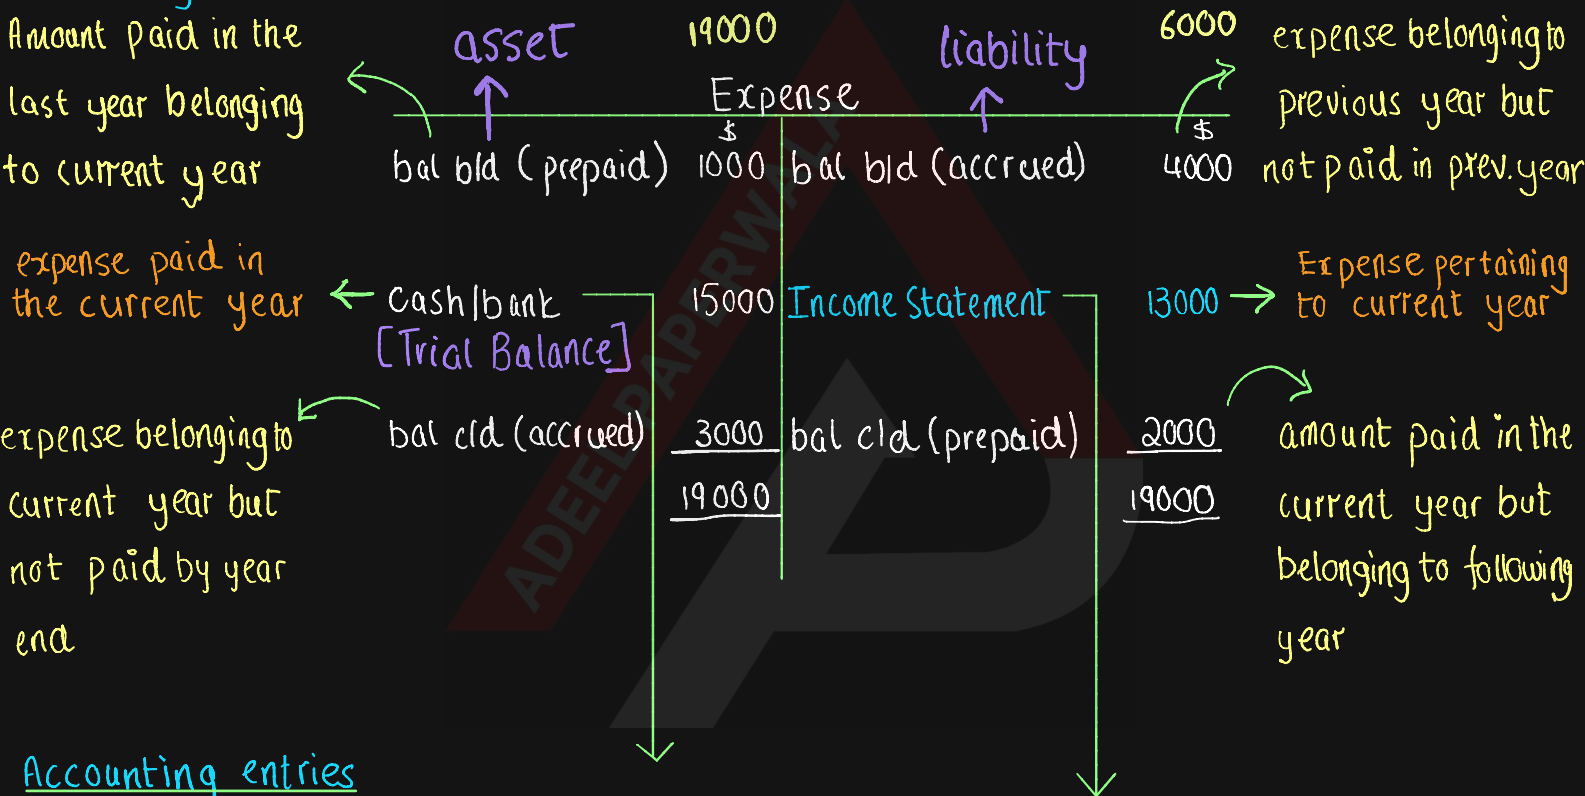 asset 19000 liability 6000
Amount paid in the
last year belonging
to current year
expense belonging to
previous year but
not paid in prev. year
Expense
$ $
bal b/d (prepaid) 1000 bal b/d (accrued) 4000
expense paid in
the current year
cash/bank 15000 Income Statement 13000
[Trial Balance]
Expense pertaining
to current year
bal c/d (accrued) 3000 bal c/d (prepaid) 2000
19000 19000
expense belonging to
current year but
not paid by year
end
amount paid in the
current year but
belonging to following
year
Accounting entries
ADEELPAPERWALA